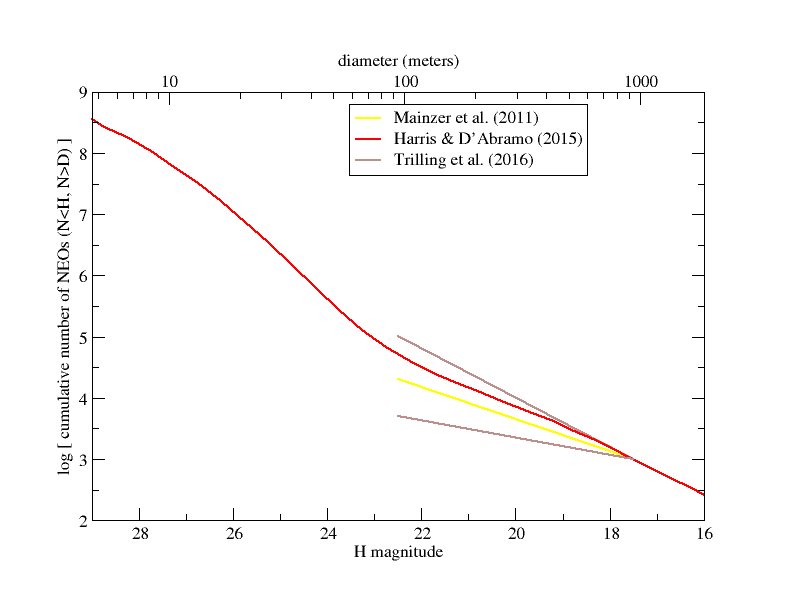 diameter (meters)
10 100 1000
Mainzer et al. (2011)
Harris & D'Abramo (2015)
Trilling et al. (2016)
log [ cumulative number of NEOs (N<H, N>D) ]
9
8
7
6
5
4
3
2
28 26 24 22 20 18 16
H magnitude